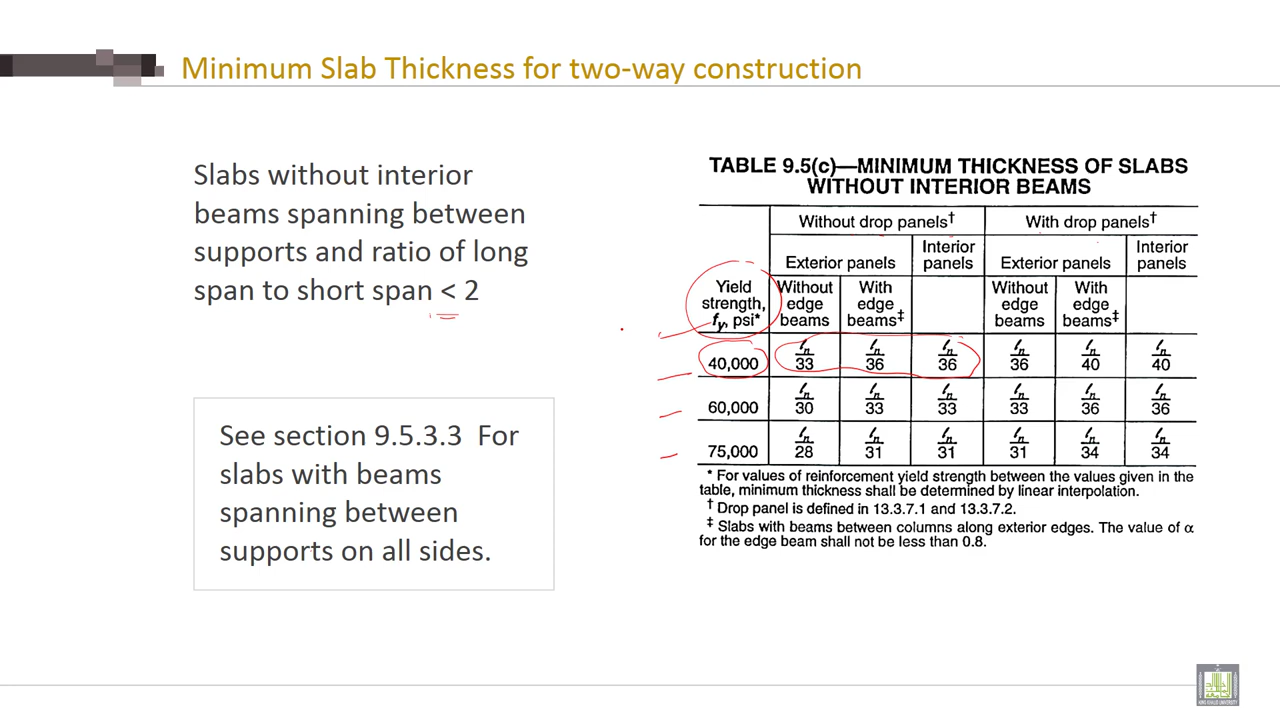 Minimum Slab Thickness for two-way construction
Slabs without interior
beams spanning between
supports and ratio of long
span to short span < 2
See section 9.5.3.3 For
slabs with beams
spanning between
supports on all sides.
TABLE 9.5(c)—MINIMUM THICKNESS OF SLABS
WITHOUT INTERIOR BEAMS
Without drop panels† With drop panels†
Exterior panels Interior panels Exterior panels Interior panels
Yield strength, fy, psi* Without edge beams With edge beams‡ Without edge beams With edge beams‡
40,000 ℓn/33 ℓn/36 ℓn/36 ℓn/36 ℓn/40 ℓn/40
60,000 ℓn/30 ℓn/33 ℓn/33 ℓn/33 ℓn/36 ℓn/36
75,000 ℓn/28 ℓn/31 ℓn/31 ℓn/31 ℓn/34 ℓn/34
* For values of reinforcement yield strength between the values given in the
table, minimum thickness shall be determined by linear interpolation.
† Drop panel is defined in 13.3.7.1 and 13.3.7.2.
‡ Slabs with beams between columns along exterior edges. The value of α
for the edge beam shall not be less than 0.8.
KING KHALID UNIVERSITY